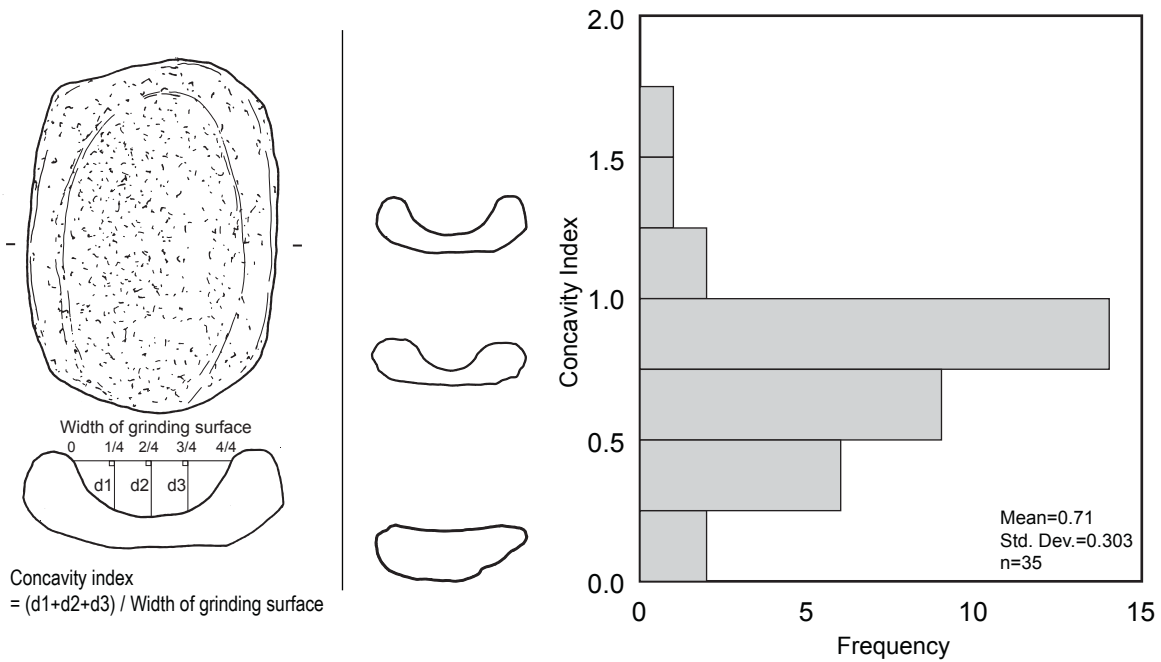 Width of grinding surface
0 1/4 2/4 3/4 4/4
d1 d2 d3
Concavity index
= (d1+d2+d3) / Width of grinding surface
Concavity Index
2.0
1.5
1.0
0.5
0.0
Mean=0.71
Std. Dev.=0.303
n=35
0 5 10 15
Frequency